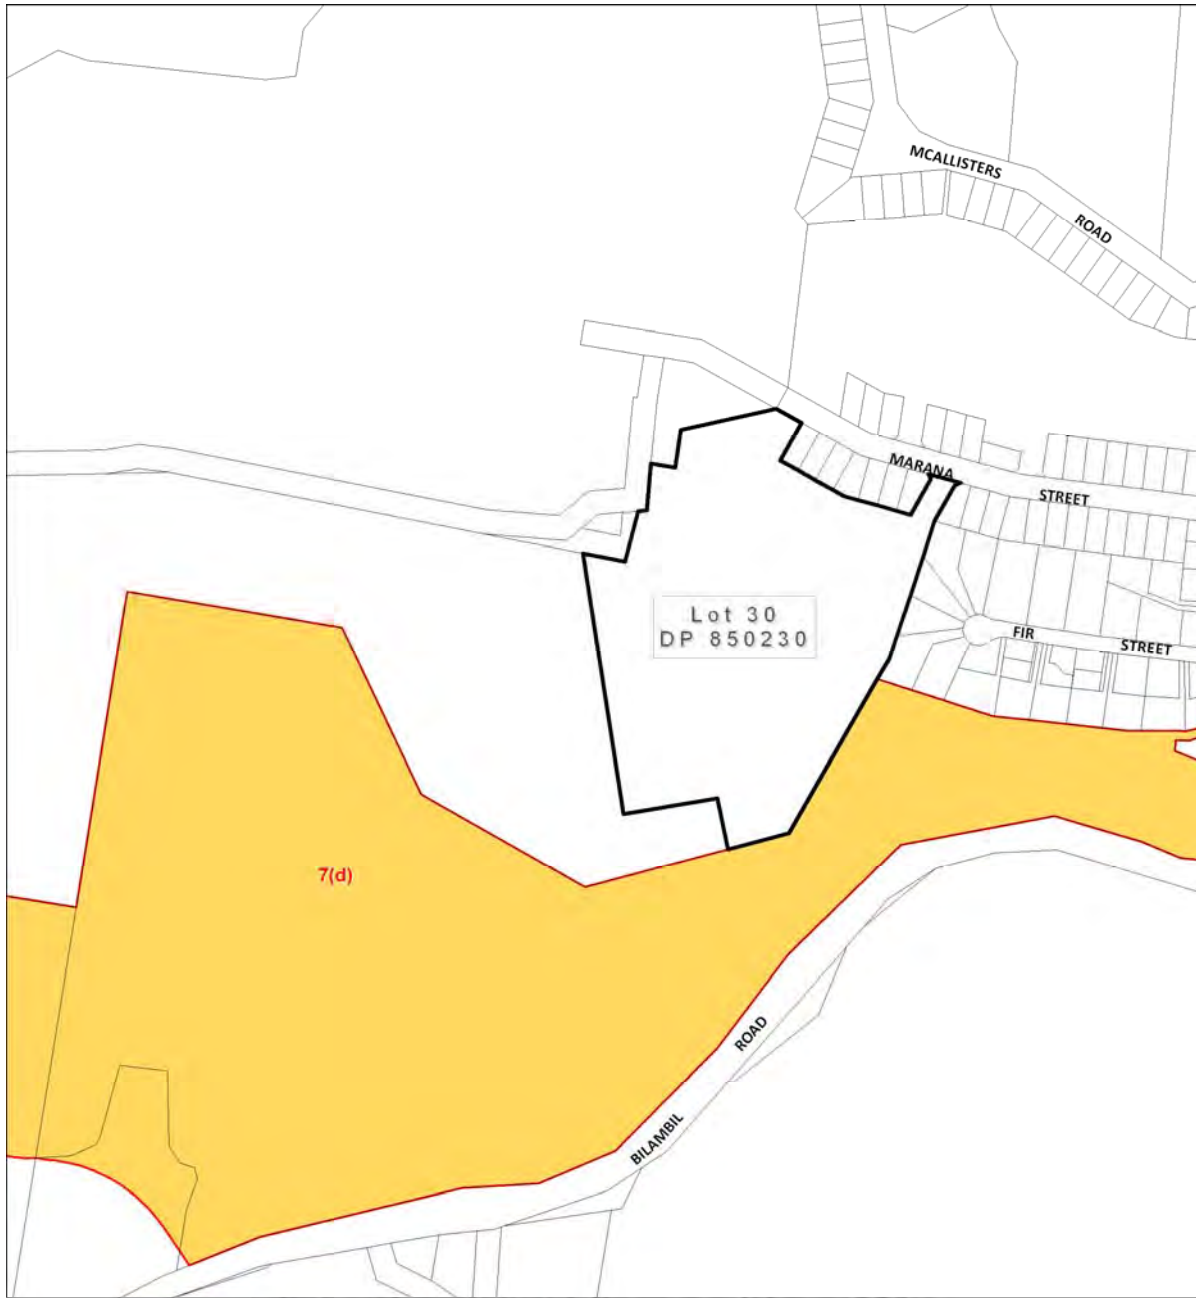 MCALLISTERS
ROAD
MARANA
STREET
Lot 30
DP 850230
FIR
STREET
7(d)
ROAD
BILAMBIL